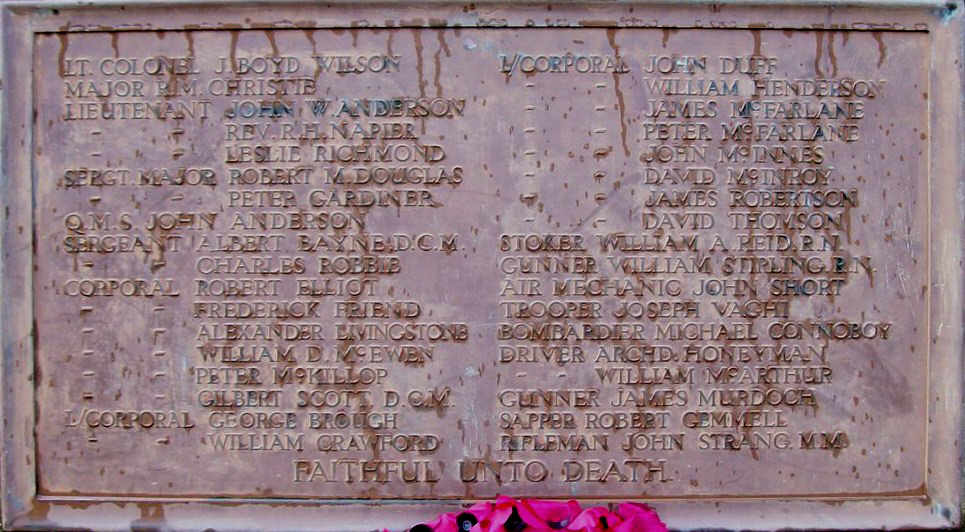 LT. COLONEL J. BOYD WILSON
MAJOR R.M. CHRISTIE
LIEUTENANT JOHN W. ANDERSON
- - REV. R.H. NAPIER
- - LESLIE RICHMOND
SERGT. MAJOR ROBERT M. DOUGLAS
- - PETER GARDINER
Q.M.S JOHN ANDERSON
SERGEANT ALBERT BAYNE. D.C.M.
- CHARLES ROBBIE
CORPORAL ROBERT ELLIOT
- - FREDERICK FRIEND
- - ALEXANDER LIVINGSTONE
- - WILLIAM D. McEWEN
- - PETER McKILLOP
- - GILBERT SCOTT. D.C.M.
L/CORPORAL GEORGE BROUGH
- - WILLIAM CRAWFORD
L/CORPORAL JOHN DUFF
- - WILLIAM HENDERSON
- - JAMES McFARLANE
- - PETER McFARLANE
- - JOHN McINNES
- - DAVID McINROY
- - JAMES ROBERTSON
- - DAVID THOMSON
STOKER WILLIAM A. REID. R.N.
GUNNER WILLIAM STIRLING. R.N.
AIR MECHANIC JOHN SHORT
TROOPER JOSEPH VAGHI
BOMBARDIER MICHAEL CONNOBOY
DRIVER ARCHD. HONEYMAN
- - WILLIAM McARTHUR
GUNNER JAMES MURDOCH
SAPPER ROBERT GEMMELL
RIFLEMAN JOHN STRANG. M.M.
FAITHFUL UNTO DEATH